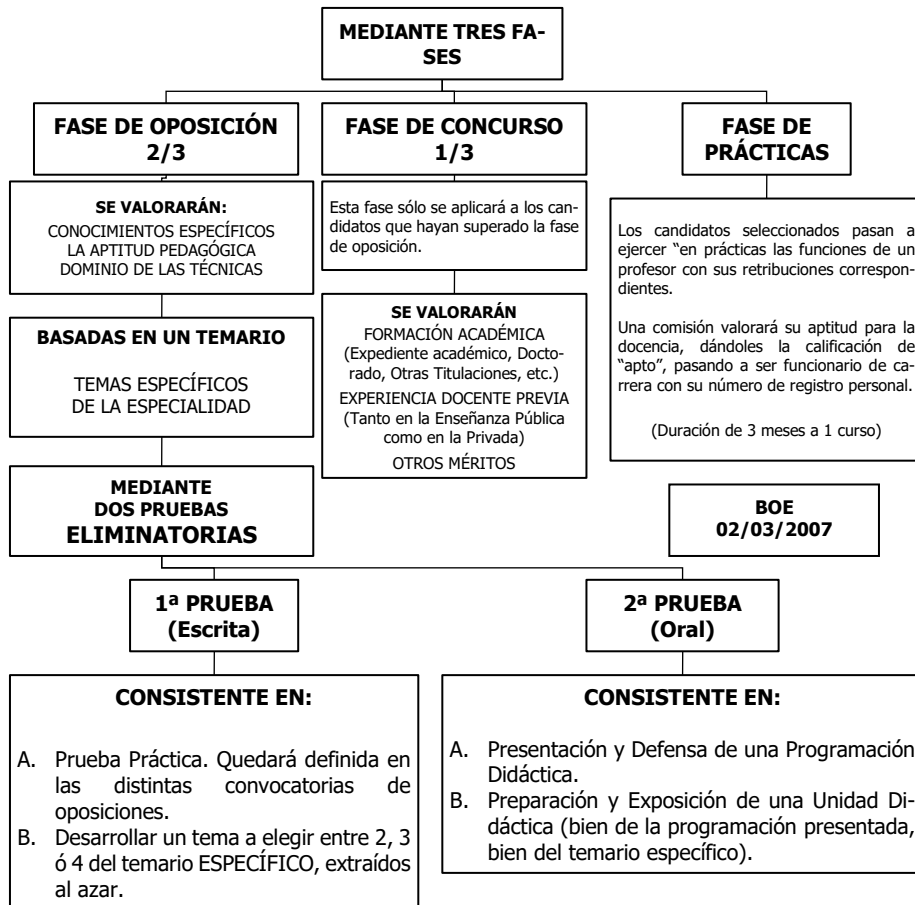 MEDIANTE TRES FA-
SES
FASE DE OPOSICIÓN
2/3
FASE DE CONCURSO
1/3
FASE DE
PRÁCTICAS
SE VALORARÁN:
CONOCIMIENTOS ESPECÍFICOS
LA APTITUD PEDAGÓGICA
DOMINIO DE LAS TÉCNICAS
Esta fase sólo se aplicará a los can-
didatos que hayan superado la fase
de oposición.
Los candidatos seleccionados pasan a
ejercer “en prácticas las funciones de un
profesor con sus retribuciones correspon-
dientes.
Una comisión valorará su aptitud para la
docencia, dándoles la calificación de
“apto”, pasando a ser funcionario de ca-
rrera con su número de registro personal.
(Duración de 3 meses a 1 curso)
BASADAS EN UN TEMARIO
TEMAS ESPECÍFICOS
DE LA ESPECIALIDAD
SE VALORARÁN
FORMACIÓN ACADÉMICA
(Expediente académico, Docto-
rado, Otras Titulaciones, etc.)
EXPERIENCIA DOCENTE PREVIA
(Tanto en la Enseñanza Pública
como en la Privada)
OTROS MÉRITOS
MEDIANTE
DOS PRUEBAS
ELIMINATORIAS
BOE
02/03/2007
1ª PRUEBA
(Escrita)
2ª PRUEBA
(Oral)
CONSISTENTE EN:
A. Prueba Práctica. Quedará definida en
las distintas convocatorias de
oposiciones.
B. Desarrollar un tema a elegir entre 2, 3
ó 4 del temario ESPECÍFICO, extraídos
al azar.
CONSISTENTE EN:
A. Presentación y Defensa de una Programación
Didáctica.
B. Preparación y Exposición de una Unidad Di-
dáctica (bien de la programación presentada,
bien del temario específico).